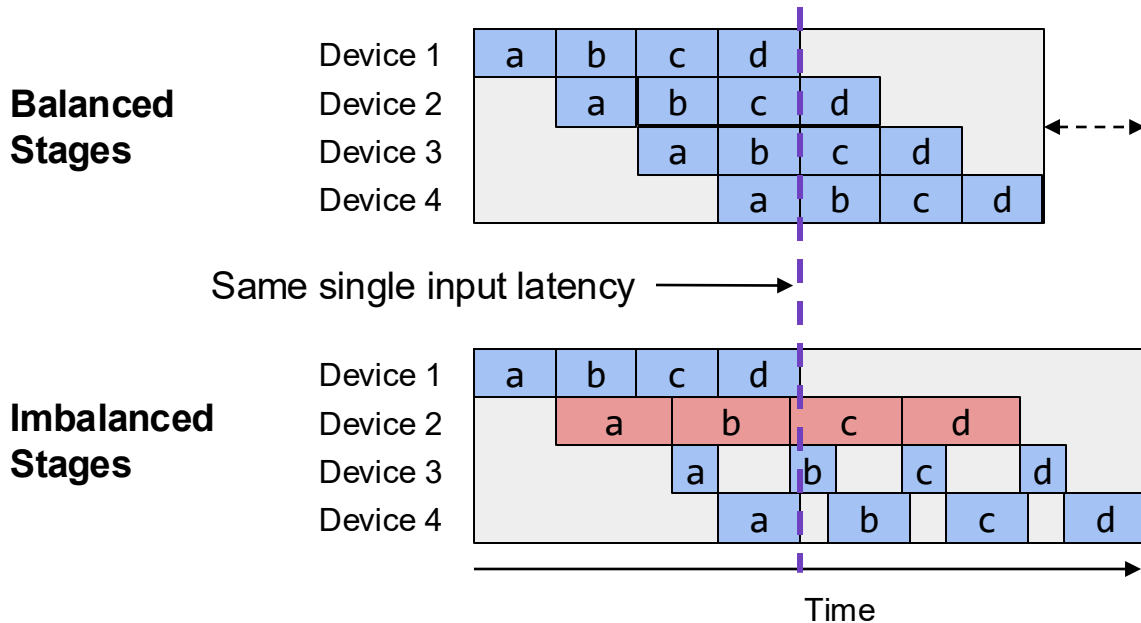 Balanced
Stages
Device 1 a b c d
Device 2 a b c d
Device 3 a b c d
Device 4 a b c d
Same single input latency
Imbalanced
Stages
Device 1 a b c d
Device 2 a b c d
Device 3 a b c d
Device 4 a b c d
Time